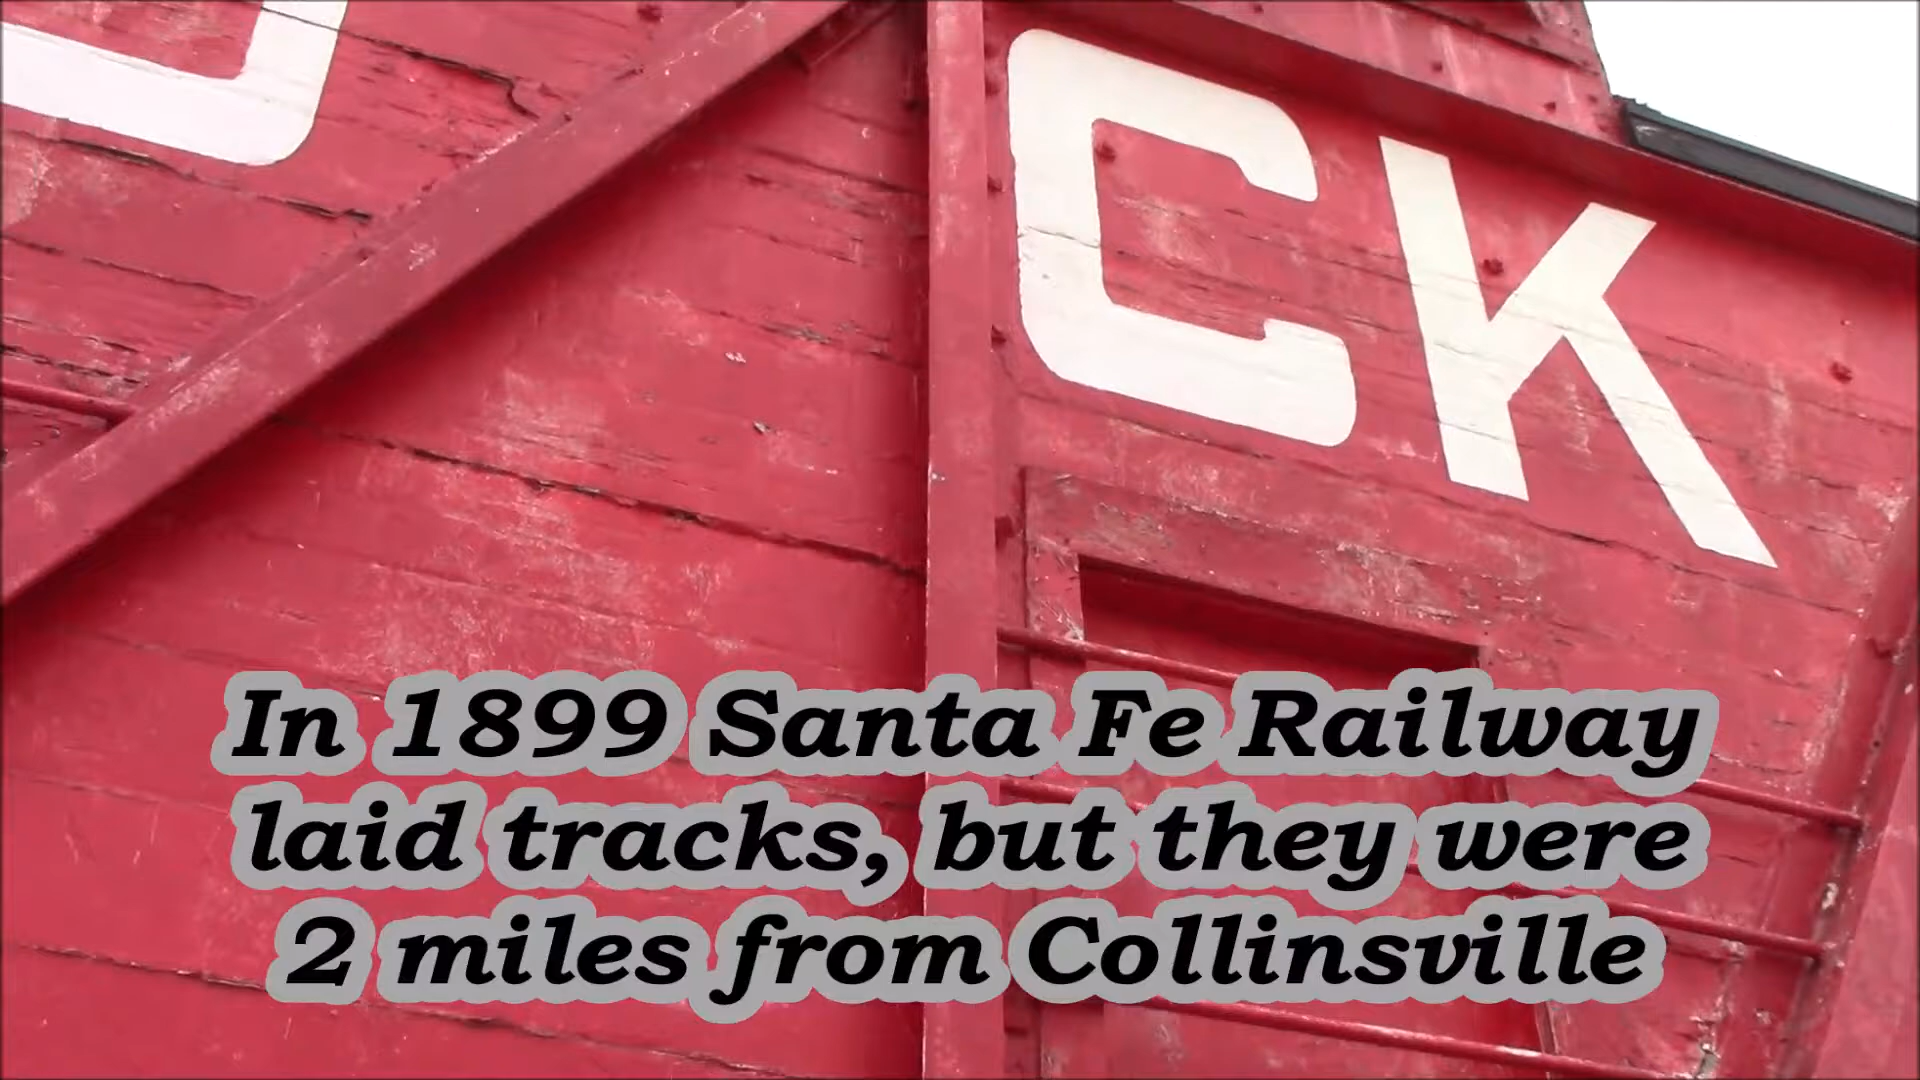 CK
In 1899 Santa Fe Railway
laid tracks, but they were
2 miles from Collinsville